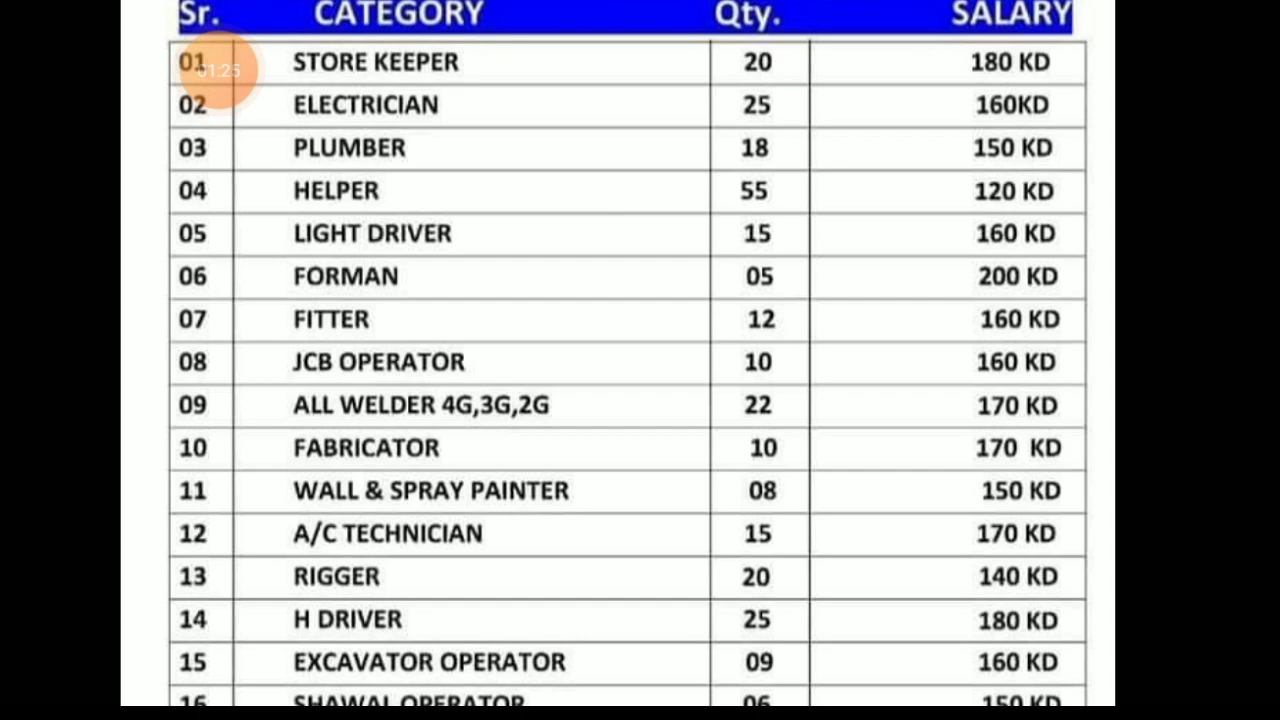 Sr. CATEGORY Qty. SALARY
01 STORE KEEPER 20 180 KD
01:25
02 ELECTRICIAN 25 160KD
03 PLUMBER 18 150 KD
04 HELPER 55 120 KD
05 LIGHT DRIVER 15 160 KD
06 FORMAN 05 200 KD
07 FITTER 12 160 KD
08 JCB OPERATOR 10 160 KD
09 ALL WELDER 4G,3G,2G 22 170 KD
10 FABRICATOR 10 170 KD
11 WALL & SPRAY PAINTER 08 150 KD
12 A/C TECHNICIAN 15 170 KD
13 RIGGER 20 140 KD
14 H DRIVER 25 180 KD
15 EXCAVATOR OPERATOR 09 160 KD
16 SHAWAL OPERATOR 06 150 KD